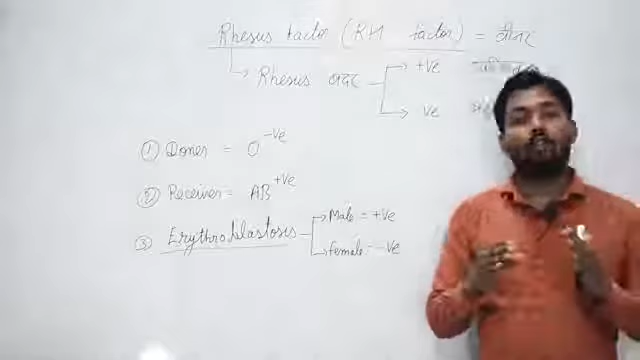 Rhesus factor (RH factor) =
Rhesus बन्दर +ve
-ve
① Doner = O -ve
② Receiver = AB +ve
③ Erythroblastosis Male = +ve
Female = -ve